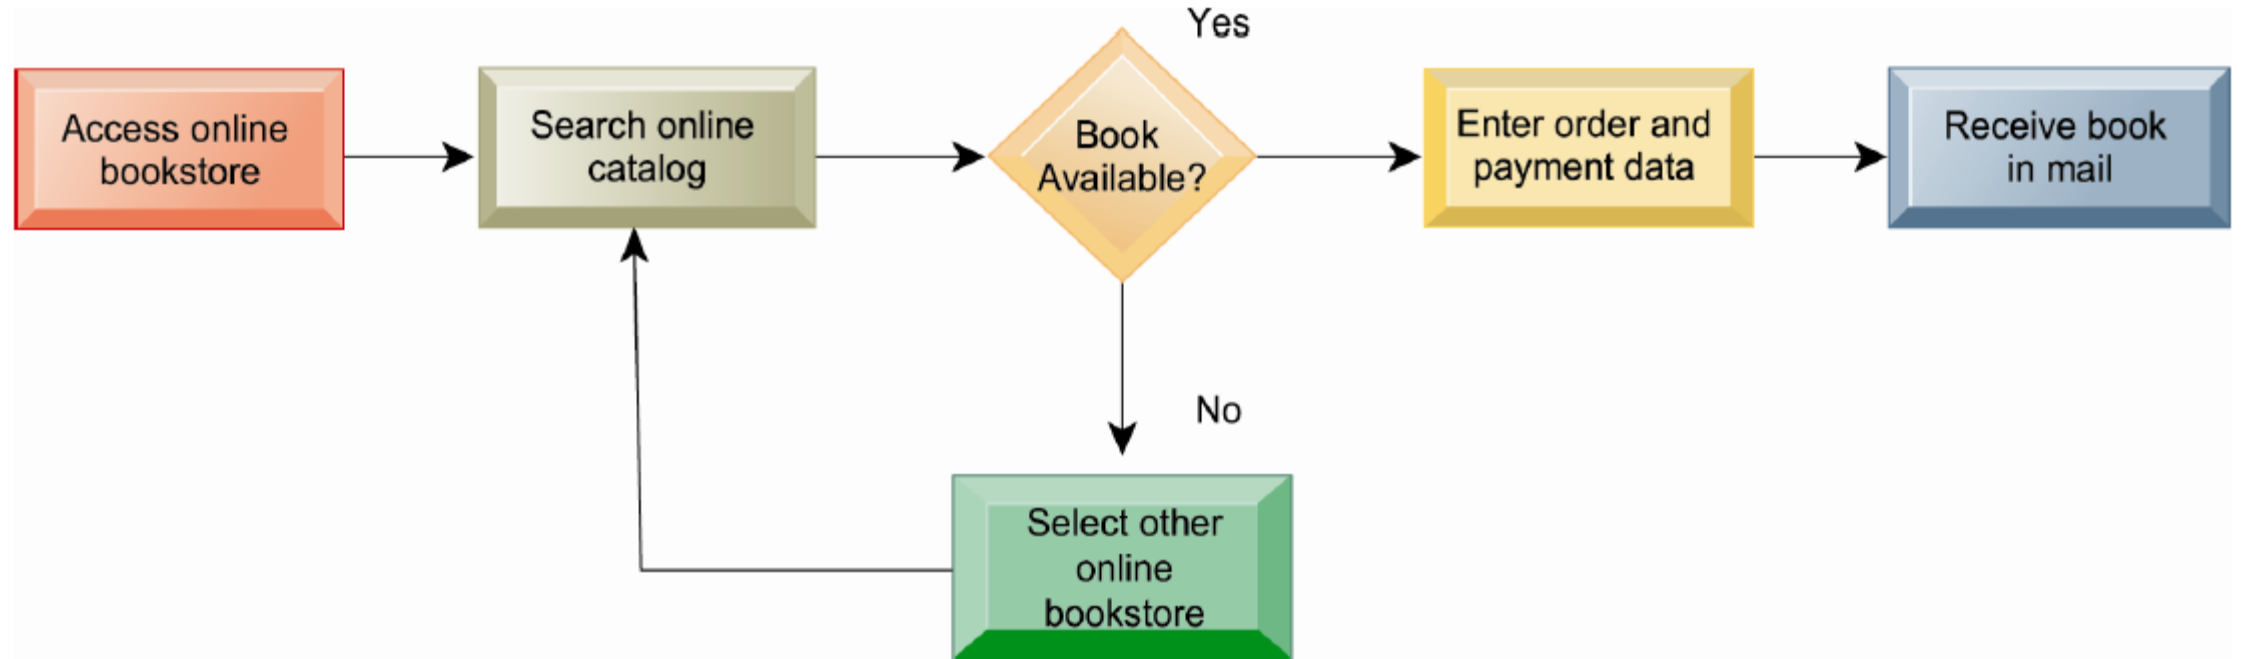 Yes
Access online
bookstore
Search online
catalog
Book
Available?
Enter order and
payment data
Receive book
in mail
No
Select other
online
bookstore